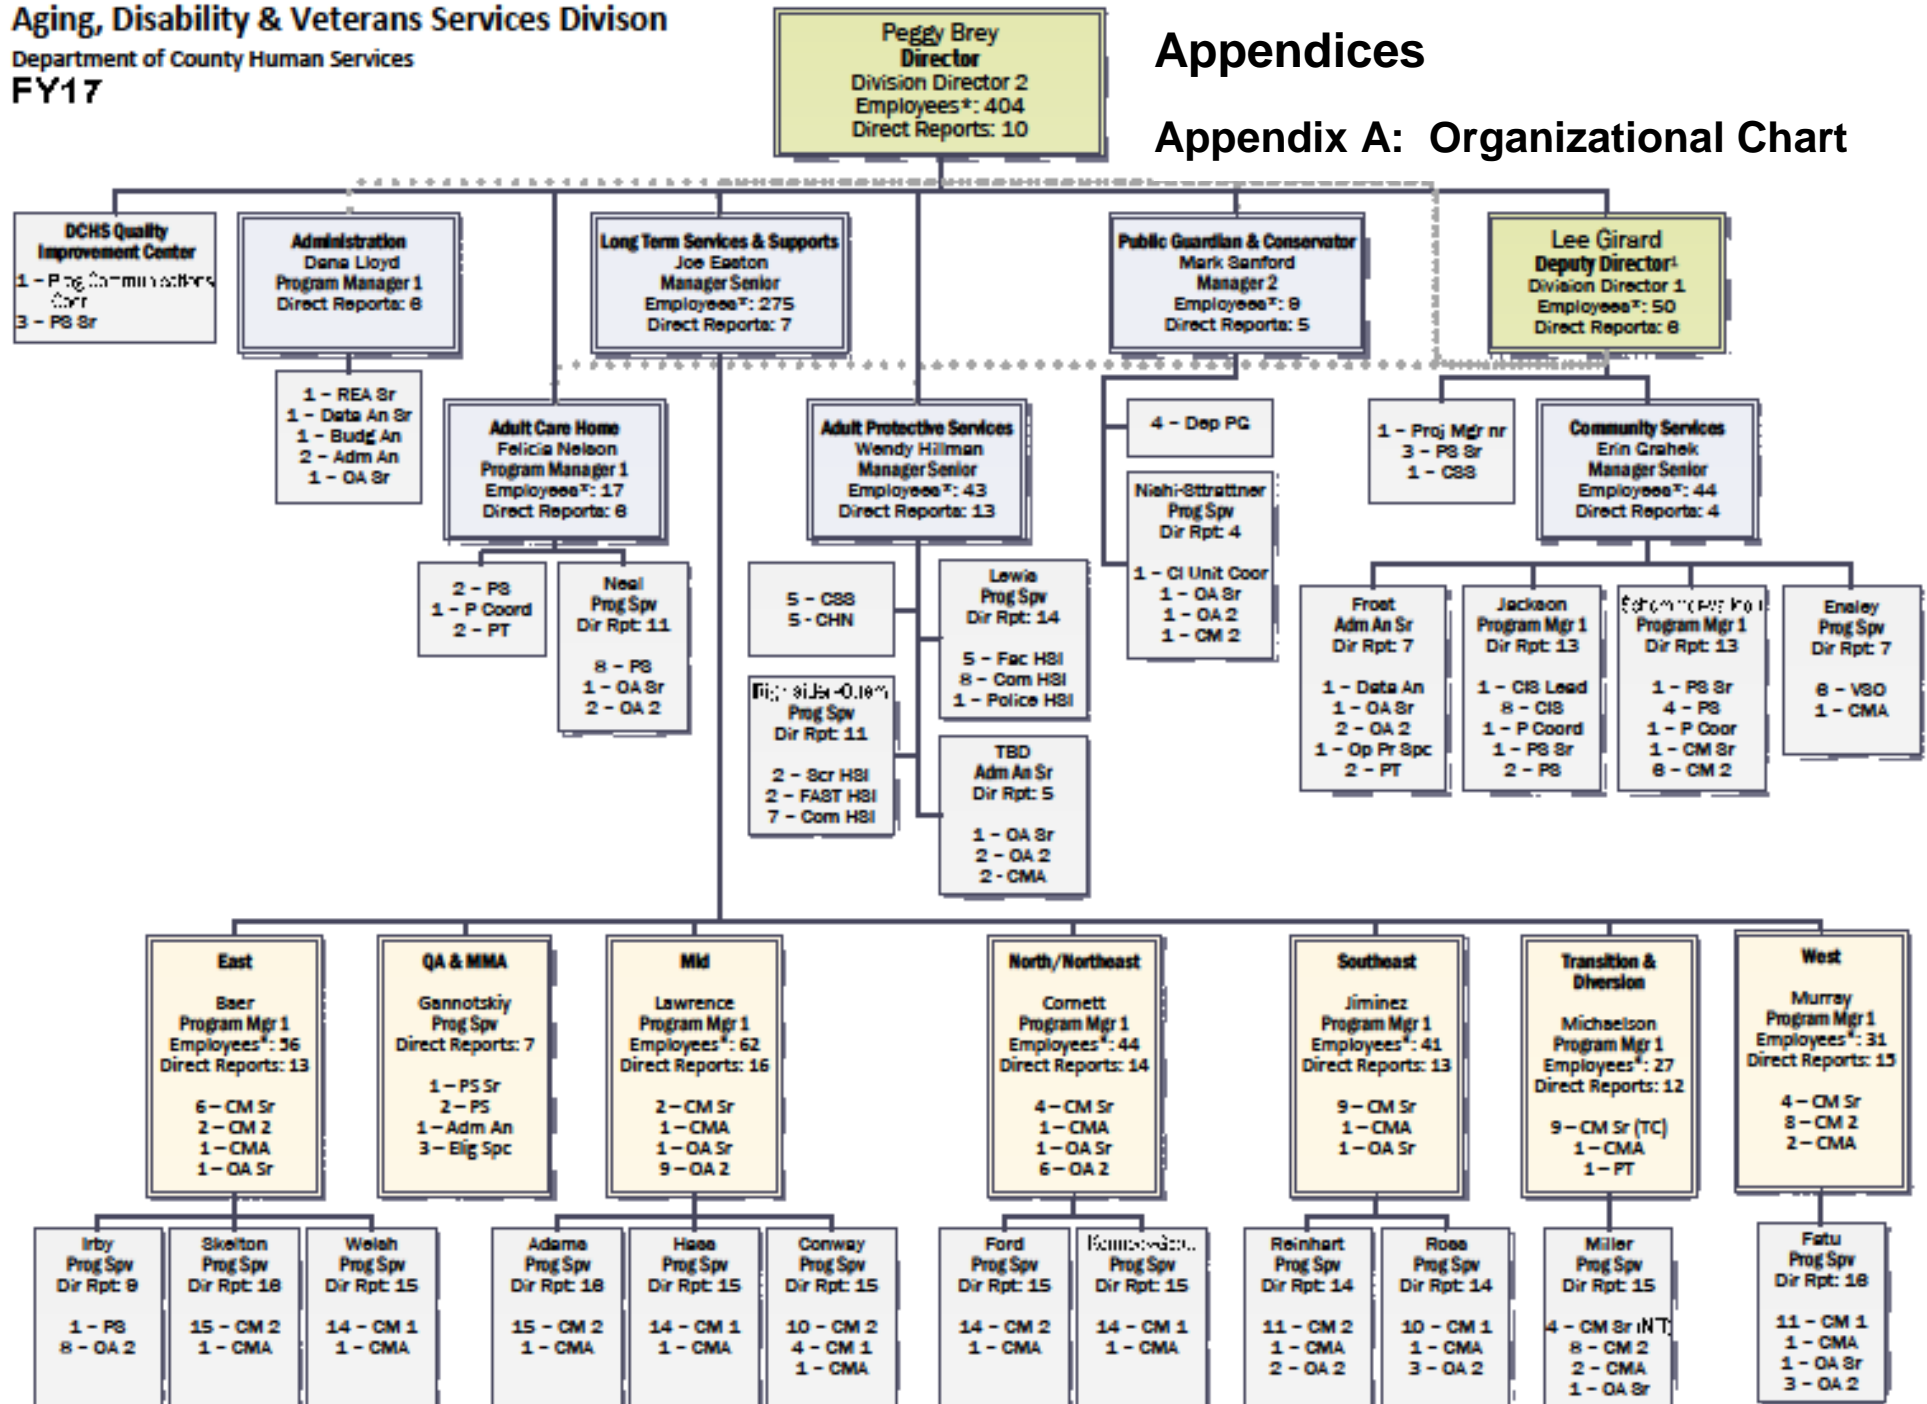 Aging, Disability & Veterans Services Divison
Department of County Human Services
FY17
Appendices
Appendix A: Organizational Chart
Peggy Brey
Director
Division Director 2
Employees*: 404
Direct Reports: 10
DCHS Quality
Improvement Center
1 – Prog Communications
Coor
3 – PS Sr
Administration
Dana Lloyd
Program Manager 1
Direct Reports: 6
1 – REA Sr
1 – Data An Sr
1 – Budg An
2 – Adm An
1 – OA Sr
Long Term Services & Supports
Joe Easton
Manager Senior
Employees*: 275
Direct Reports: 7
Public Guardian & Conservator
Mark Sanford
Manager 2
Employees*: 9
Direct Reports: 5
Lee Girard
Deputy Director¹
Division Director 1
Employees*: 50
Direct Reports: 6
Adult Care Home
Felicia Nelson
Program Manager 1
Employees*: 17
Direct Reports: 6
2 – PS
1 – P Coord
2 – PT
Neal
Prog Spv
Dir Rpt: 11
8 – PS
1 – OA Sr
2 – OA 2
Adult Protective Services
Wendy Hillman
Manager Senior
Employees*: 43
Direct Reports: 13
5 – CSS
5 - CHN
Prog Spv
Dir Rpt: 11
2 – Scr HSI
2 – FAST HSI
7 – Com HSI
Lewis
Prog Spv
Dir Rpt: 14
5 – Fac HSI
8 – Com HSI
1 – Police HSI
TBD
Adm An Sr
Dir Rpt: 5
1 – OA Sr
2 – OA 2
2 - CMA
4 – Dep PG
Nishi-Strattner
Prog Spv
Dir Rpt: 4
1 – CI Unit Coor
1 – OA Sr
1 – OA 2
1 – CM 2
1 – Proj Mgr nr
3 – PS Sr
1 – CSS
Community Services
Erin Grahek
Manager Senior
Employees*: 44
Direct Reports: 4
Frost
Adm An Sr
Dir Rpt: 7
1 – Data An
1 – OA Sr
2 – OA 2
1 – Op Pr Spc
2 – PT
Jackson
Program Mgr 1
Dir Rpt: 13
1 – CIS Lead
8 – CIS
1 – P Coord
1 – PS Sr
2 – PS
Program Mgr 1
Dir Rpt: 13
1 – PS Sr
4 – PS
1 – P Coor
1 – CM Sr
6 – CM 2
Ensley
Prog Spv
Dir Rpt: 7
6 – VSO
1 – CMA
East
Baer
Program Mgr 1
Employees*: 56
Direct Reports: 13
6 – CM Sr
2 – CM 2
1 – CMA
1 – OA Sr
QA & MMA
Gannotskiy
Prog Spv
Direct Reports: 7
1 – PS Sr
2 – PS
1 – Adm An
3 – Elig Spc
Mid
Lawrence
Program Mgr 1
Employees*: 62
Direct Reports: 16
2 – CM Sr
1 – CMA
1 – OA Sr
9 – OA 2
North/Northeast
Cornett
Program Mgr 1
Employees*: 44
Direct Reports: 14
4 – CM Sr
1 – CMA
1 – OA Sr
6 – OA 2
Southeast
Jiminez
Program Mgr 1
Employees*: 41
Direct Reports: 13
9 – CM Sr
1 – CMA
1 – OA Sr
Transition &
Diversion
Michaelson
Program Mgr 1
Employees*: 27
Direct Reports: 12
9 – CM Sr (TC)
1 – CMA
1 – PT
West
Murray
Program Mgr 1
Employees*: 31
Direct Reports: 15
4 – CM Sr
8 – CM 2
2 – CMA
Irby
Prog Spv
Dir Rpt: 9
1 – PS
8 – OA 2
Skelton
Prog Spv
Dir Rpt: 16
15 – CM 2
1 – CMA
Welsh
Prog Spv
Dir Rpt: 15
14 – CM 1
1 – CMA
Adams
Prog Spv
Dir Rpt: 16
15 – CM 2
1 – CMA
Hass
Prog Spv
Dir Rpt: 15
14 – CM 1
1 – CMA
Conway
Prog Spv
Dir Rpt: 15
10 – CM 2
4 – CM 1
1 – CMA
Ford
Prog Spv
Dir Rpt: 15
14 – CM 2
1 – CMA
Prog Spv
Dir Rpt: 15
14 – CM 1
1 – CMA
Reinhart
Prog Spv
Dir Rpt: 14
11 – CM 2
1 – CMA
2 – OA 2
Ross
Prog Spv
Dir Rpt: 14
10 – CM 1
1 – CMA
3 – OA 2
Miller
Prog Spv
Dir Rpt: 15
4 – CM Sr (NT)
8 – CM 2
2 – CMA
1 – OA Sr
Fatu
Prog Spv
Dir Rpt: 16
11 – CM 1
1 – CMA
1 – OA Sr
3 – OA 2